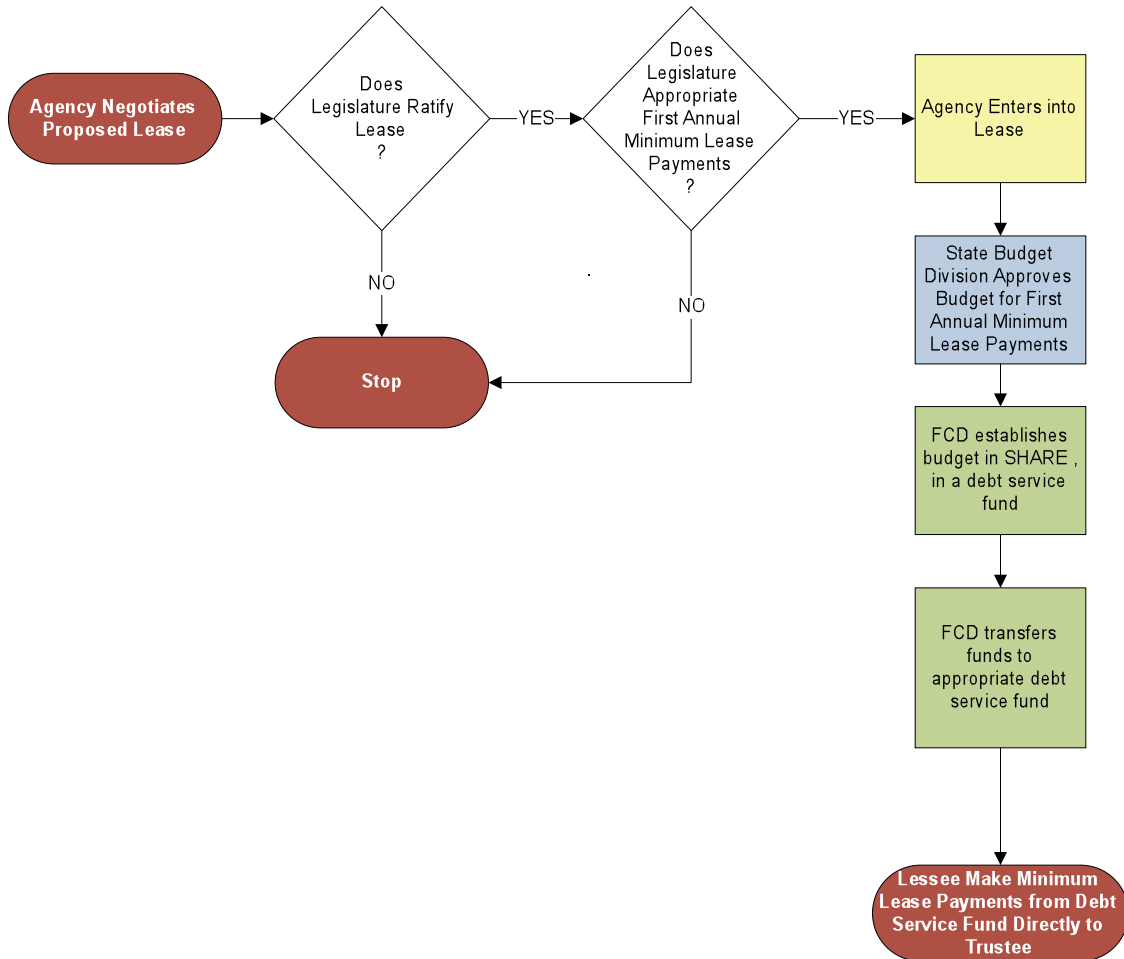 Agency Negotiates
Proposed Lease
Does
Legislature Ratify
Lease
?
YES
Does
Legislature
Appropriate
First Annual
Minimum Lease
Payments
?
YES
Agency Enters into
Lease
NO
NO
Stop
State Budget
Division Approves
Budget for First
Annual Minimum
Lease Payments
FCD establishes
budget in SHARE ,
in a debt service
fund
FCD transfers
funds to
appropriate debt
service fund
Lessee Make Minimum
Lease Payments from Debt
Service Fund Directly to
Trustee